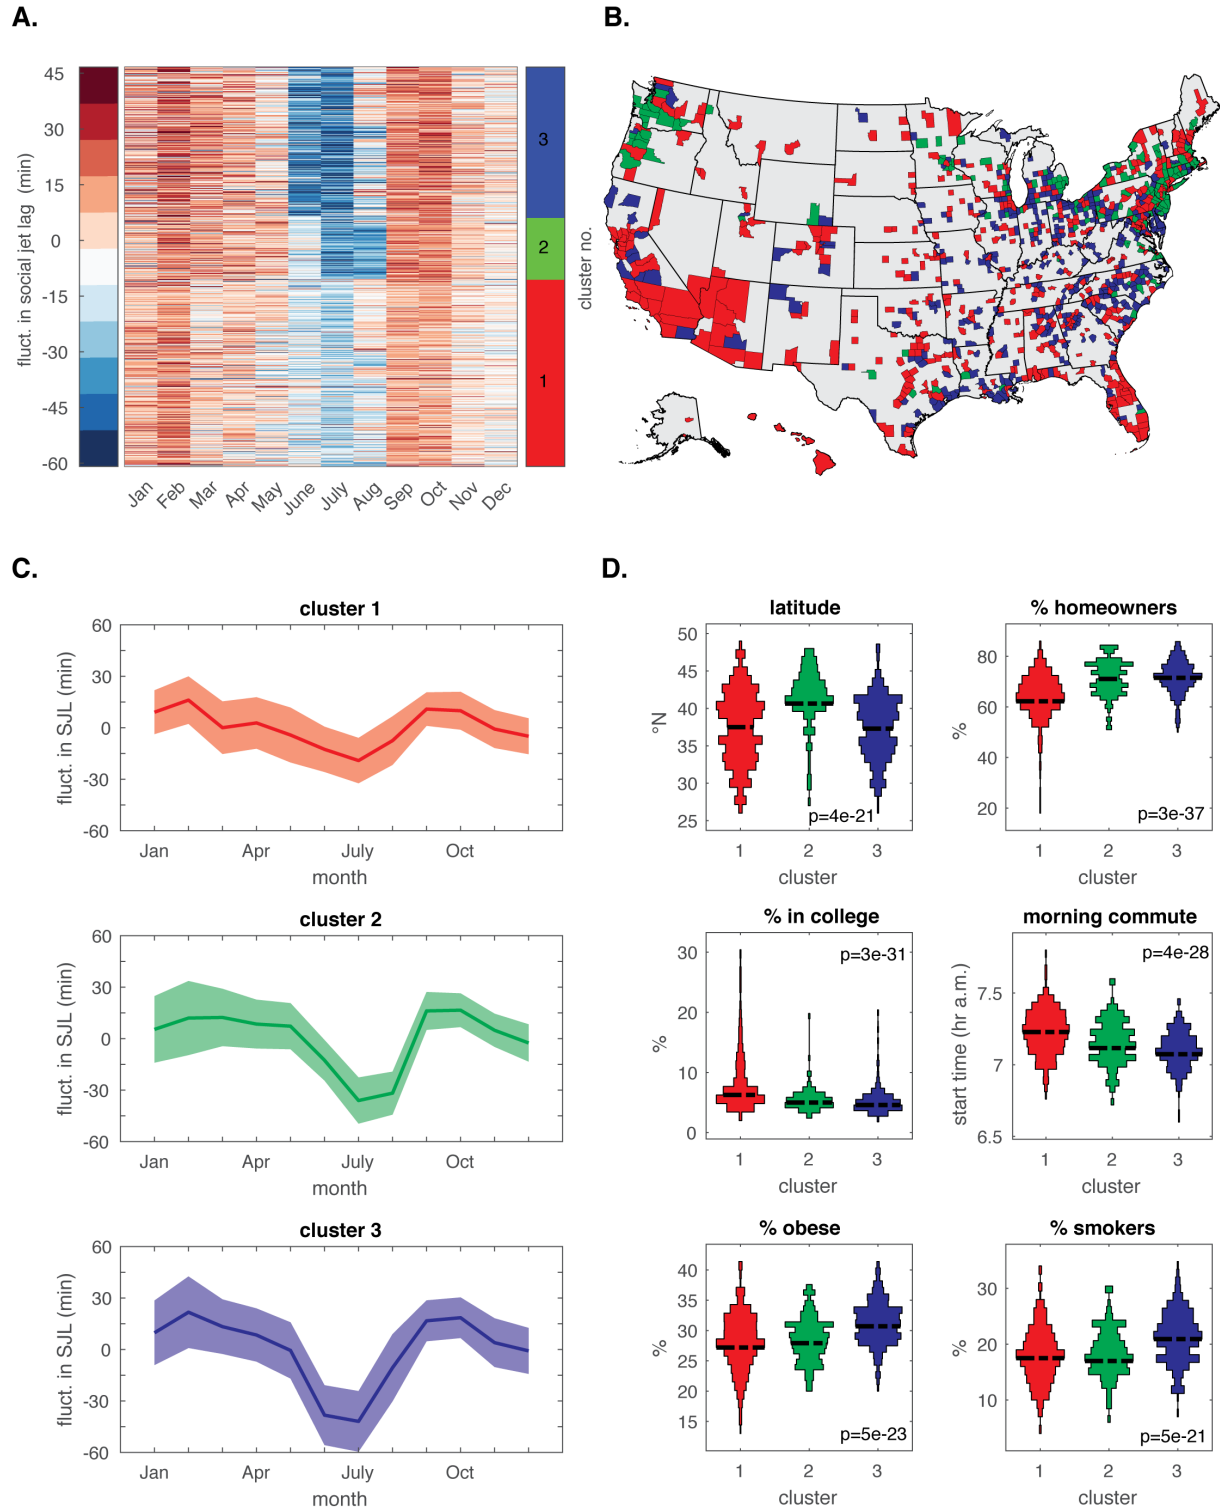 A.
B.
45
30
15
0
-15
-30
-45
-60
fluct. in social jet lag (min)
Jan
Feb
Mar
Apr
May
June
July
Aug
Sep
Oct
Nov
Dec
3
2
1
cluster no.
C.
D.
cluster 1
60
30
0
-30
-60
fluct. in SJL (min)
Jan
Apr
July
Oct
month
cluster 2
60
30
0
-30
-60
fluct. in SJL (min)
Jan
Apr
July
Oct
month
cluster 3
60
30
0
-30
-60
fluct. in SJL (min)
Jan
Apr
July
Oct
month
latitude
50
45
40
35
30
25
°N
p=4e-21
1
2
3
cluster
% homeowners
80
60
40
20
%
p=3e-37
1
2
3
cluster
% in college
30
20
10
0
%
p=3e-31
1
2
3
cluster
morning commute
7.5
7
6.5
start time (hr a.m.)
p=4e-28
1
2
3
cluster
% obese
40
35
30
25
20
15
%
p=5e-23
1
2
3
cluster
% smokers
30
20
10
%
p=5e-21
1
2
3
cluster